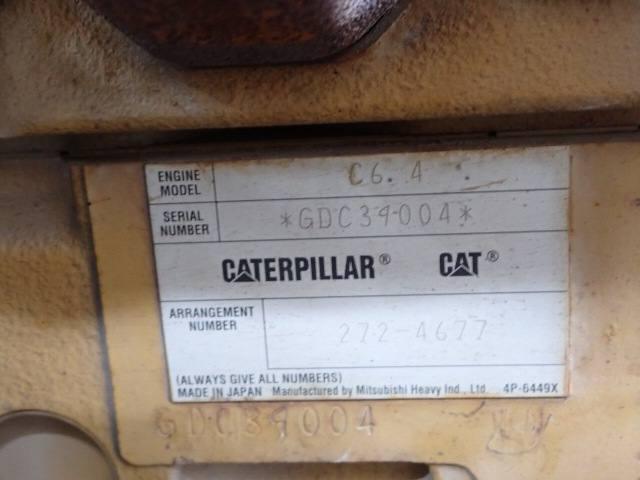 ENGINE MODEL C6.4
SERIAL NUMBER *GDC39004*
CATERPILLAR® CAT®
ARRANGEMENT NUMBER 272-4677
(ALWAYS GIVE ALL NUMBERS)
MADE IN JAPAN Manufactured by Mitsubishi Heavy Ind., Ltd. 4P-6449X
GDC39004